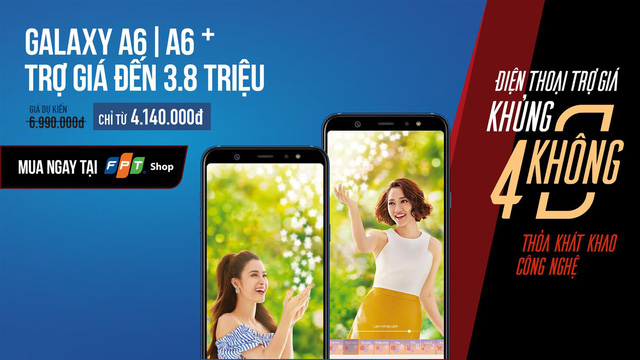 GALAXY A6 | A6 +
TRỢ GIÁ ĐẾN 3.8 TRIỆU
GIÁ DỰ KIẾN
6.990.000đ
CHỈ TỪ 4.140.000đ
MUA NGAY TẠI FPT Shop
ĐIỆN THOẠI TRỢ GIÁ
KHỦNG
4 KHÔNG
THỎA KHÁT KHAO
CÔNG NGHỆ